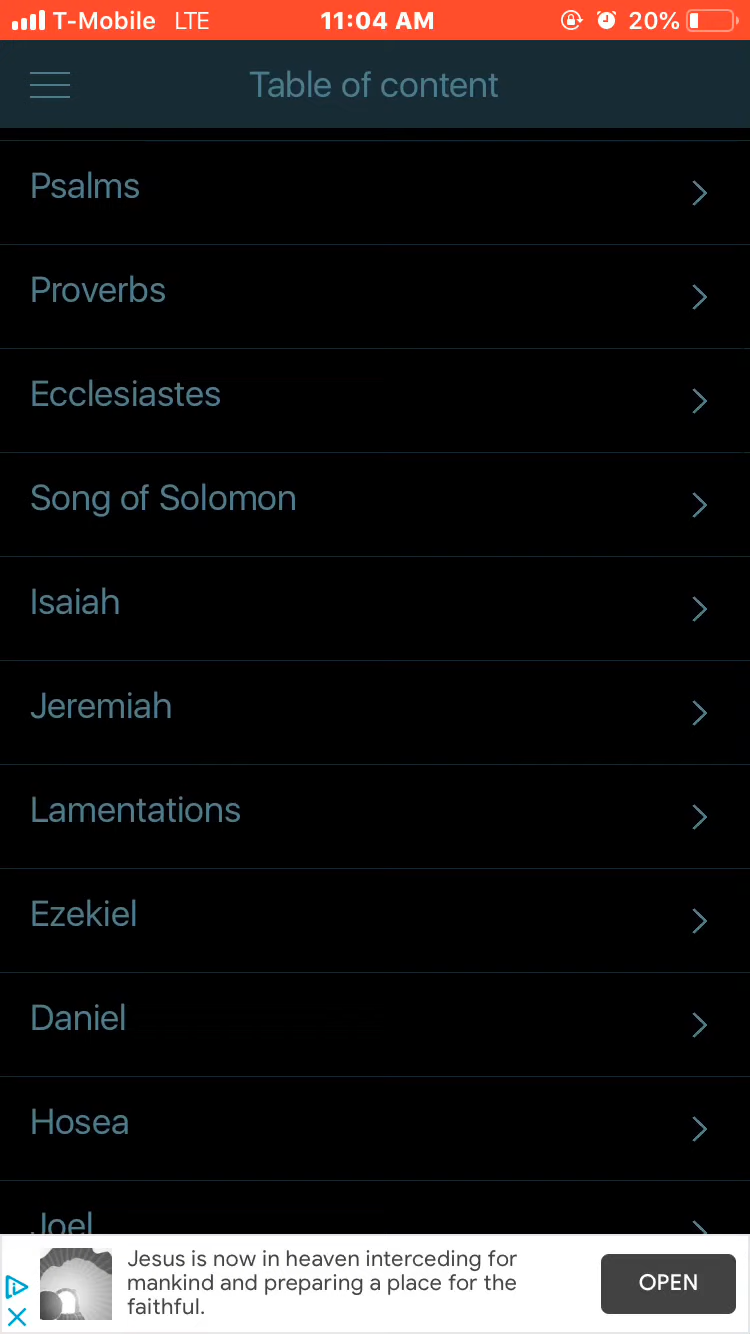 T-Mobile LTE 11:04 AM 20%
Table of content
Psalms
Proverbs
Ecclesiastes
Song of Solomon
Isaiah
Jeremiah
Lamentations
Ezekiel
Daniel
Hosea
Joel
Jesus is now in heaven interceding for
mankind and preparing a place for the
faithful.
OPEN